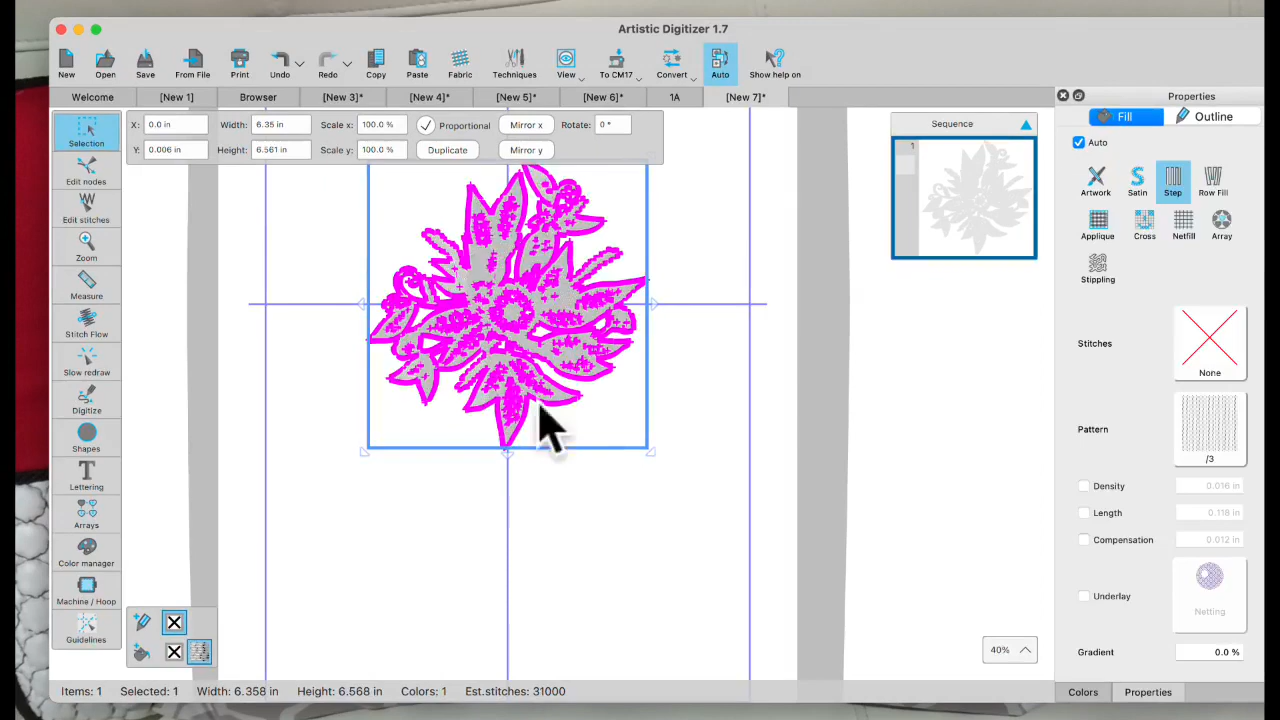 Artistic Digitizer 1.7
New Open Save From File Print Undo Redo Copy Paste Fabric Techniques View To CM17 Convert Auto Show help on
Welcome [New 1] Browser [New 3]* [New 4]* [New 5]* [New 6]* 1A [New 7]*
Properties
X: 0.0 in Width: 6.35 in Scale x: 100.0 % Proportional Mirror x Rotate: 0 °
Y: 0.006 in Height: 6.561 in Scale y: 100.0 % Duplicate Mirror y
Selection
Edit nodes
Edit stitches
Zoom
Measure
Stitch Flow
Slow redraw
Digitize
Shapes
Lettering
Arrays
Color manager
Machine / Hoop
Guidelines
Sequence
1
40%
Fill Outline
Auto
Artwork Satin Step Row Fill
Applique Cross Netfill Array
Stippling
Stitches
None
Pattern
/3
Density 0.016 in
Length 0.118 in
Compensation 0.012 in
Underlay
Netting
Gradient 0.0 %
Colors Properties
Items: 1 Selected: 1 Width: 6.358 in Height: 6.568 in Colors: 1 Est.stitches: 31000